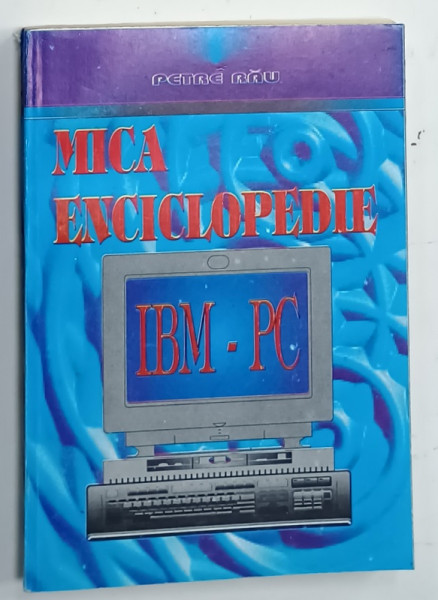 PETRE RĂU
MICA
ENCICLOPEDIE
IBM - PC